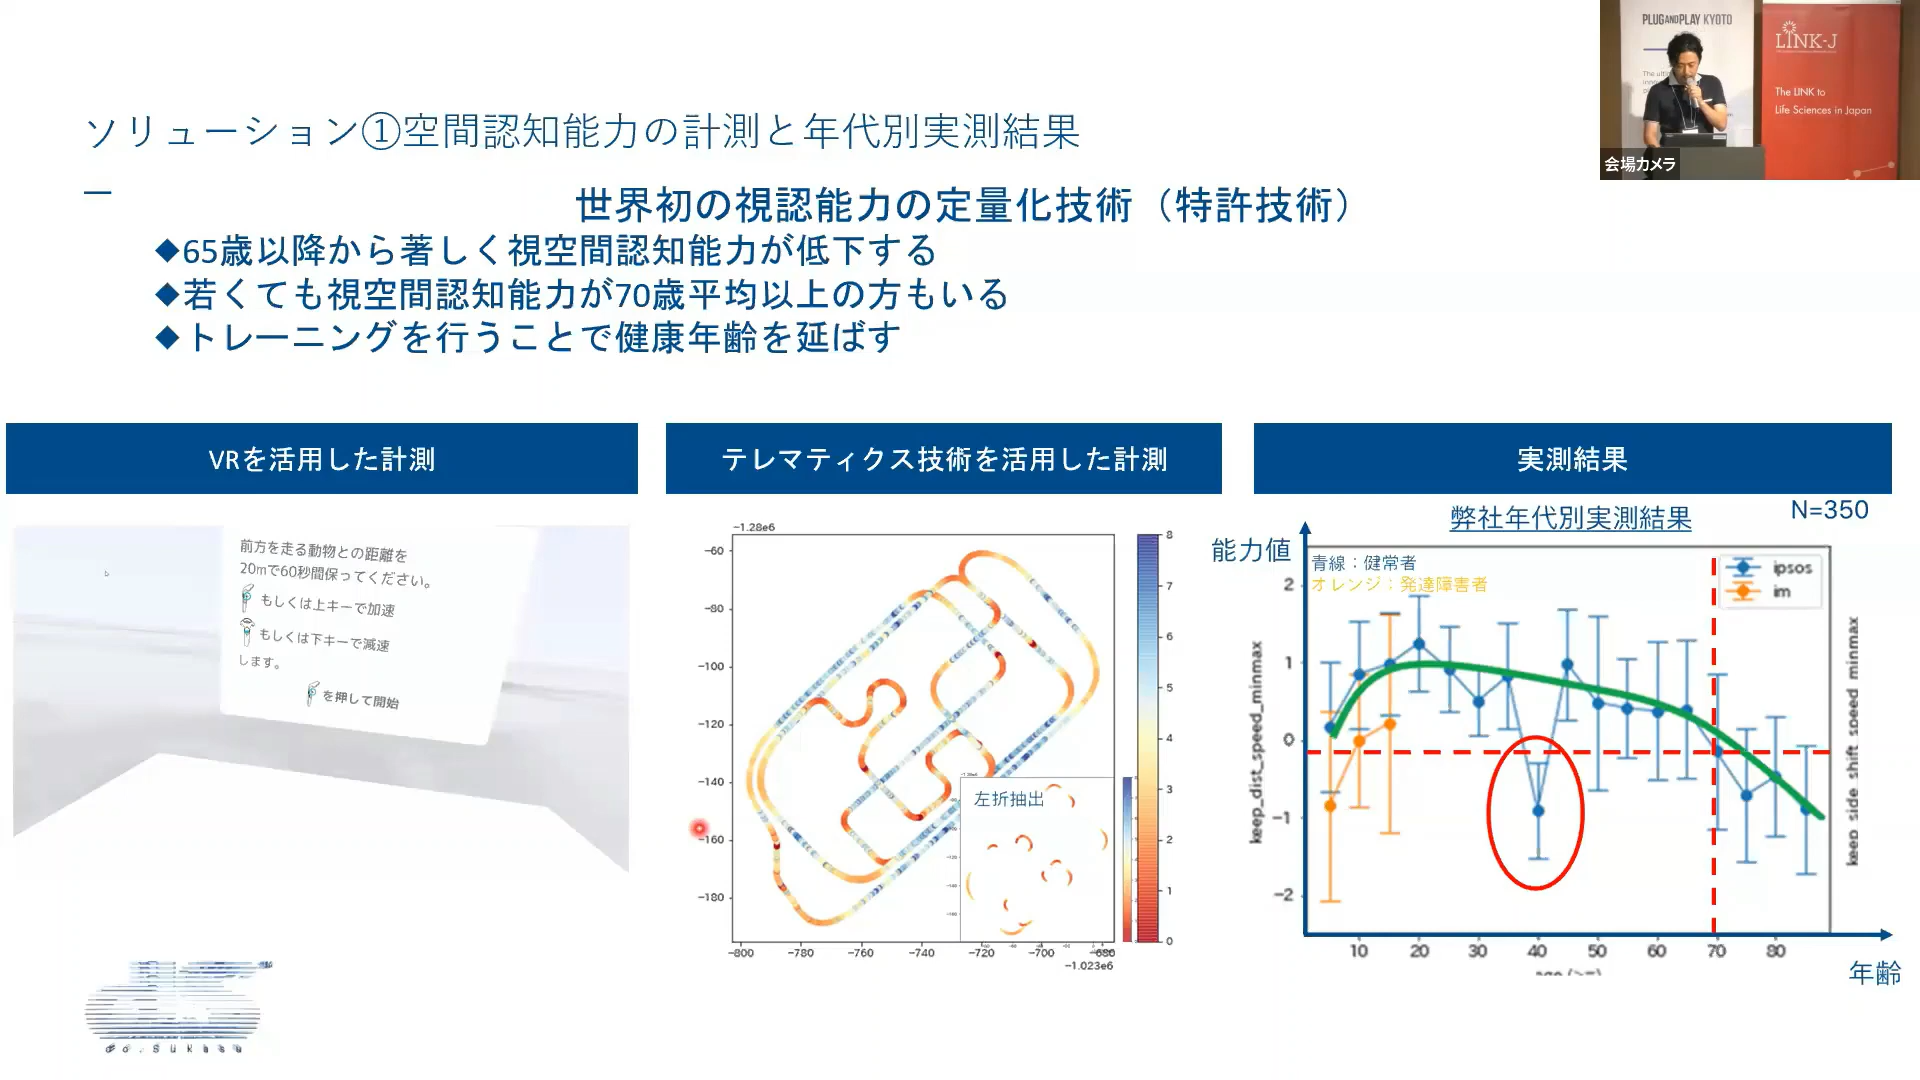 ソリューション①空間認知能力の計測と年代別実測結果
世界初の視認能力の定量化技術（特許技術）
◆65歳以降から著しく視空間認知能力が低下する
◆若くても視空間認知能力が70歳平均以上の方もいる
◆トレーニングを行うことで健康年齢を延ばす
PLUGANDPLAY KYOTO
LINK-J
The LINK to
Life Sciences in Japan
会場カメラ
VRを活用した計測
前方を走る動物との距離を
20mで60秒間保ってください。
もしくは上キーで加速
もしくは下キーで減速
します。
を押して開始
テレマティクス技術を活用した計測
−1.28e6
−60
−80
−100
−120
−140
−160
−180
−800 −780 −760 −740 −720 −700 −680
−1.023e6
8
7
6
5
4
3
2
1
0
左折抽出
実測結果
弊社年代別実測結果
N=350
能力値
青線：健常者
オレンジ：発達障害者
ipsos
im
2
1
0
−1
−2
keep_dist_speed_minmax
keep_side_shift_speed_minmax
10 20 30 40 50 60 70 80
年齢